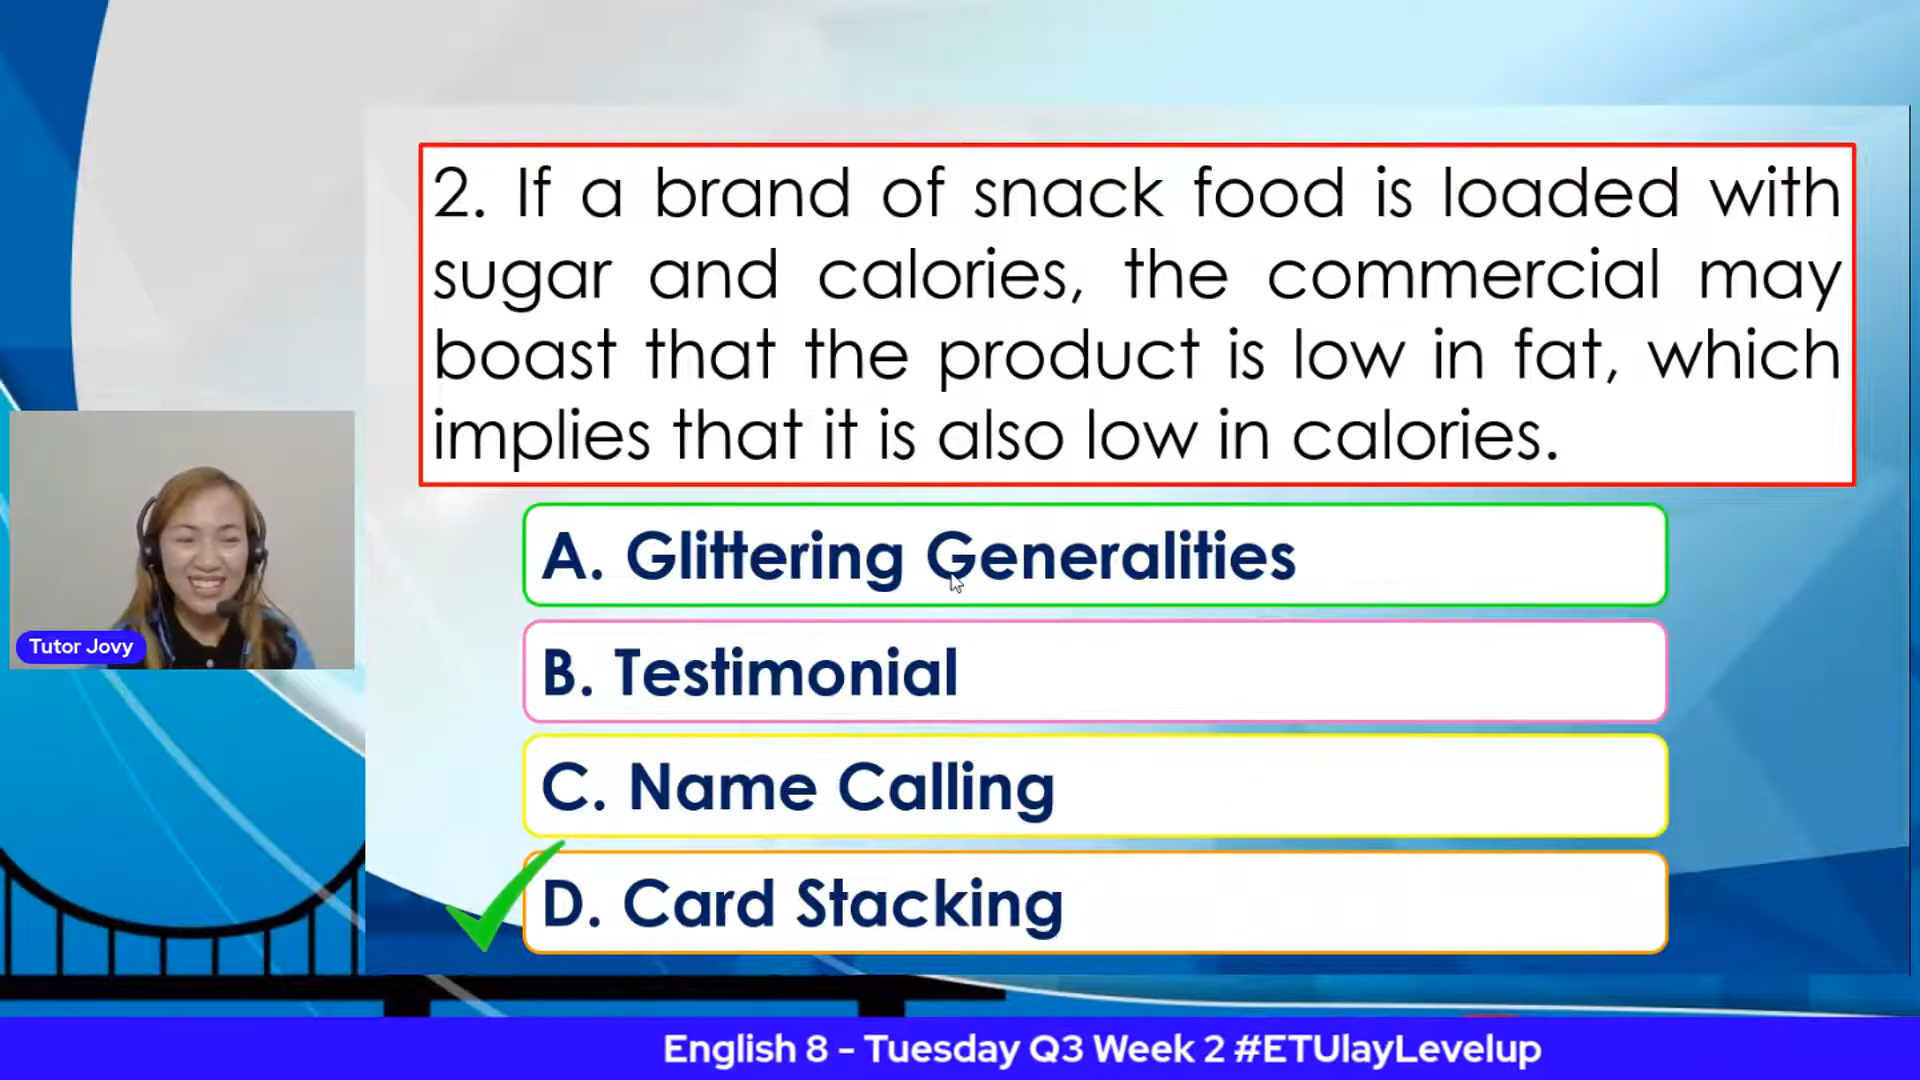 2. If a brand of snack food is loaded with
sugar and calories, the commercial may
boast that the product is low in fat, which
implies that it is also low in calories.
A. Glittering Generalities
B. Testimonial
C. Name Calling
D. Card Stacking
Tutor Jovy
English 8 - Tuesday Q3 Week 2 #ETUlayLevelup